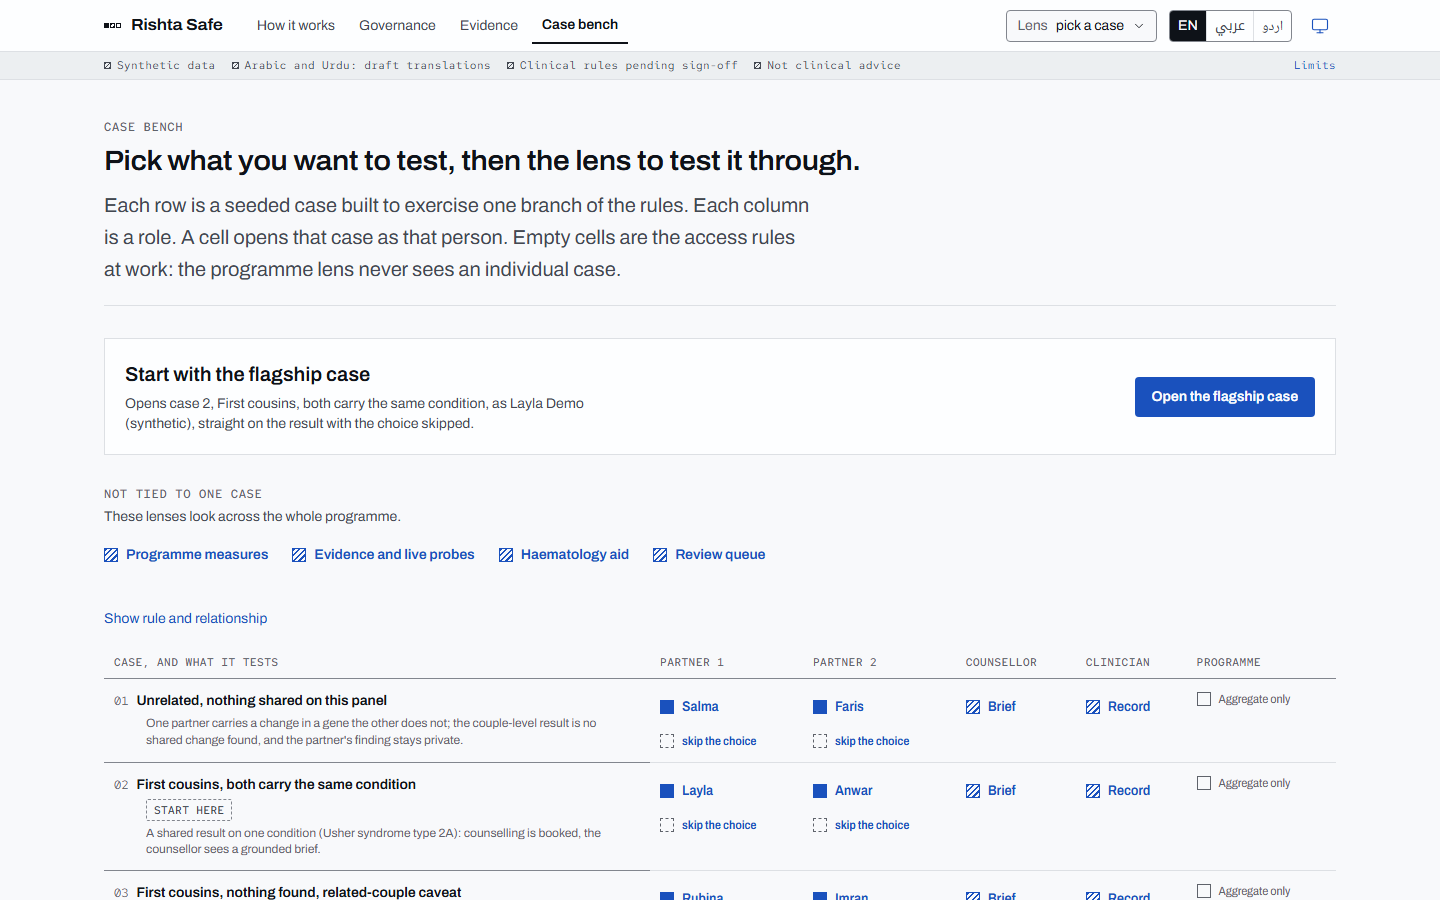 Rishta Safe
How it works
Governance
Evidence
Case bench
Lens pick a case
EN
عربي
اردو
Synthetic data
Arabic and Urdu: draft translations
Clinical rules pending sign-off
Not clinical advice
Limits
CASE BENCH
Pick what you want to test, then the lens to test it through.
Each row is a seeded case built to exercise one branch of the rules. Each column
is a role. A cell opens that case as that person. Empty cells are the access rules
at work: the programme lens never sees an individual case.
Start with the flagship case
Opens case 2, First cousins, both carry the same condition, as Layla Demo
(synthetic), straight on the result with the choice skipped.
Open the flagship case
NOT TIED TO ONE CASE
These lenses look across the whole programme.
Programme measures
Evidence and live probes
Haematology aid
Review queue
Show rule and relationship
CASE, AND WHAT IT TESTS
PARTNER 1
PARTNER 2
COUNSELLOR
CLINICIAN
PROGRAMME
01 Unrelated, nothing shared on this panel
One partner carries a change in a gene the other does not; the couple-level result is no
shared change found, and the partner's finding stays private.
Salma
skip the choice
Faris
skip the choice
Brief
Record
Aggregate only
02 First cousins, both carry the same condition
START HERE
A shared result on one condition (Usher syndrome type 2A): counselling is booked, the
counsellor sees a grounded brief.
Layla
skip the choice
Anwar
skip the choice
Brief
Record
Aggregate only
03 First cousins, nothing found, related-couple caveat
Rubina
Imran
Brief
Record
Aggregate only